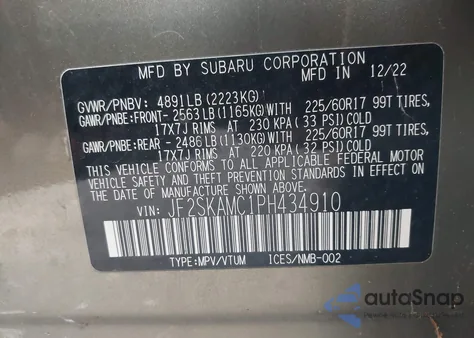 MFD BY SUBARU CORPORATION
MFD IN 12/22
GVWR/PNBV: 4891LB (2223KG)
GAWR/PNBE:FRONT- 2563LB (1165KG)WITH 225/60R17 99T TIRES,
17X7J RIMS AT 230 KPA (33 PSI)COLD
GAWR/PNBE:REAR - 2486LB (1130KG)WITH 225/60R17 99T TIRES,
17X7J RIMS AT 220 KPA (32 PSI)COLD
THIS VEHICLE CONFORMS TO ALL APPLICABLE FEDERAL MOTOR
VEHICLE SAFETY AND THEFT PREVENTION STANDARDS IN EFFECT
ON THE DATE OF MANUFACTURE SHOWN ABOVE.
VIN: JF2SKAMC1PH434910
TYPE:MPV/VTUM 1CES/NMB-002
autoSnap